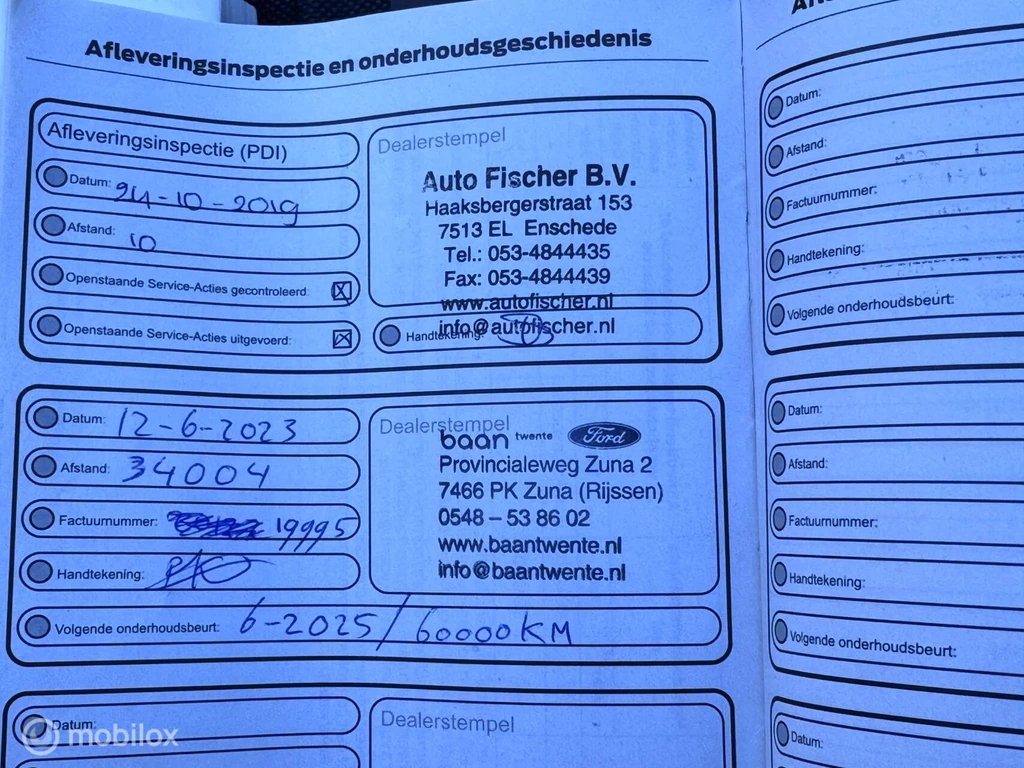 Afleveringsinspectie en onderhoudsgeschiedenis
Afleveringsinspectie (PDI)
Datum: 24-10-2019
Afstand: 10
Openstaande Service-Acties gecontroleerd:
Openstaande Service-Acties uitgevoerd:
Dealerstempel
Auto Fischer B.V.
Haaksbergerstraat 153
7513 EL Enschede
Tel.: 053-4844435
Fax: 053-4844439
www.autofischer.nl
info@autofischer.nl
Handtekening:
Datum: 12-6-2023
Afstand: 34004
Factuurnummer: 19995
Handtekening:
Dealerstempel
baan twente Ford
Provincialeweg Zuna 2
7466 PK Zuna (Rijssen)
0548 – 53 86 02
www.baantwente.nl
info@baantwente.nl
Volgende onderhoudsbeurt: 6-2025 / 60000 KM
Datum:
Dealerstempel
Datum:
Afstand:
Factuurnummer:
Handtekening:
Volgende onderhoudsbeurt:
Datum:
Afstand:
Factuurnummer:
Handtekening:
Volgende onderhoudsbeurt:
Datum:
mobilox